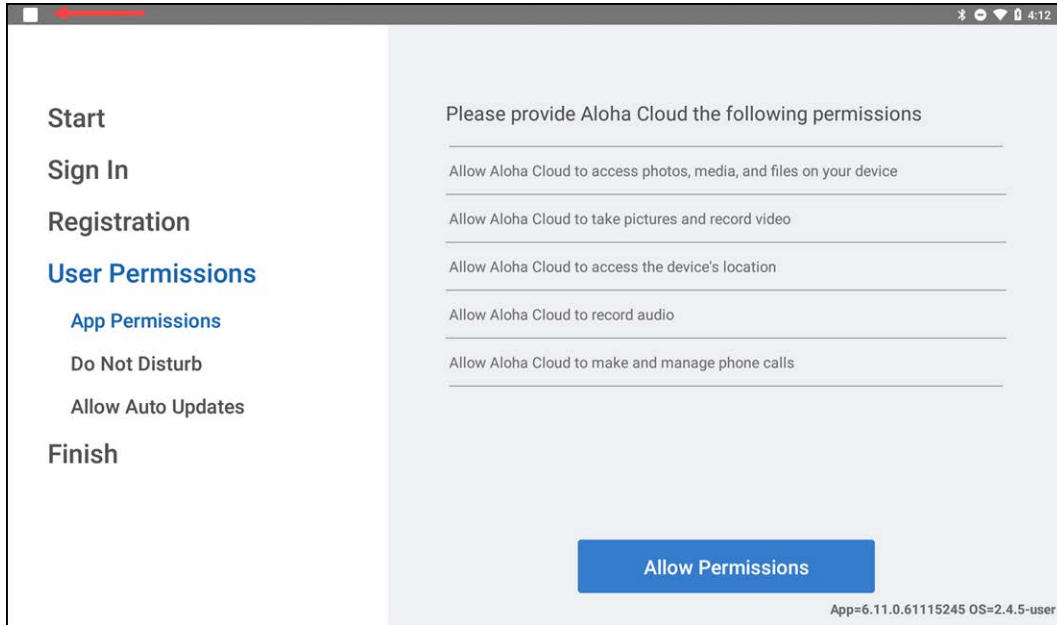 4:12
Start
Sign In
Registration
User Permissions
App Permissions
Do Not Disturb
Allow Auto Updates
Finish
Please provide Aloha Cloud the following permissions
Allow Aloha Cloud to access photos, media, and files on your device
Allow Aloha Cloud to take pictures and record video
Allow Aloha Cloud to access the device's location
Allow Aloha Cloud to record audio
Allow Aloha Cloud to make and manage phone calls
Allow Permissions
App=6.11.0.61115245 OS=2.4.5-user